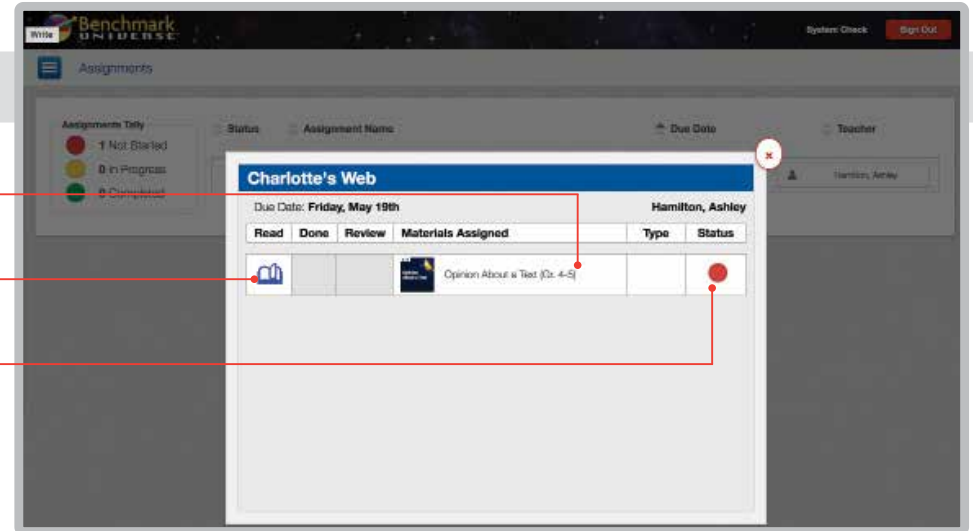 Benchmark
UNIVERSE
Write
System Check
Sign Out
Assignments
Assignments Tally
Status
Assignment Name
Due Date
Teacher
1 Not Started
0 In Progress
0 Completed
Hamilton, Ashley
x
Charlotte's Web
Due Date: Friday, May 19th
Hamilton, Ashley
Read Done Review Materials Assigned Type Status
Opinion About a Text (Gr. 4-5)